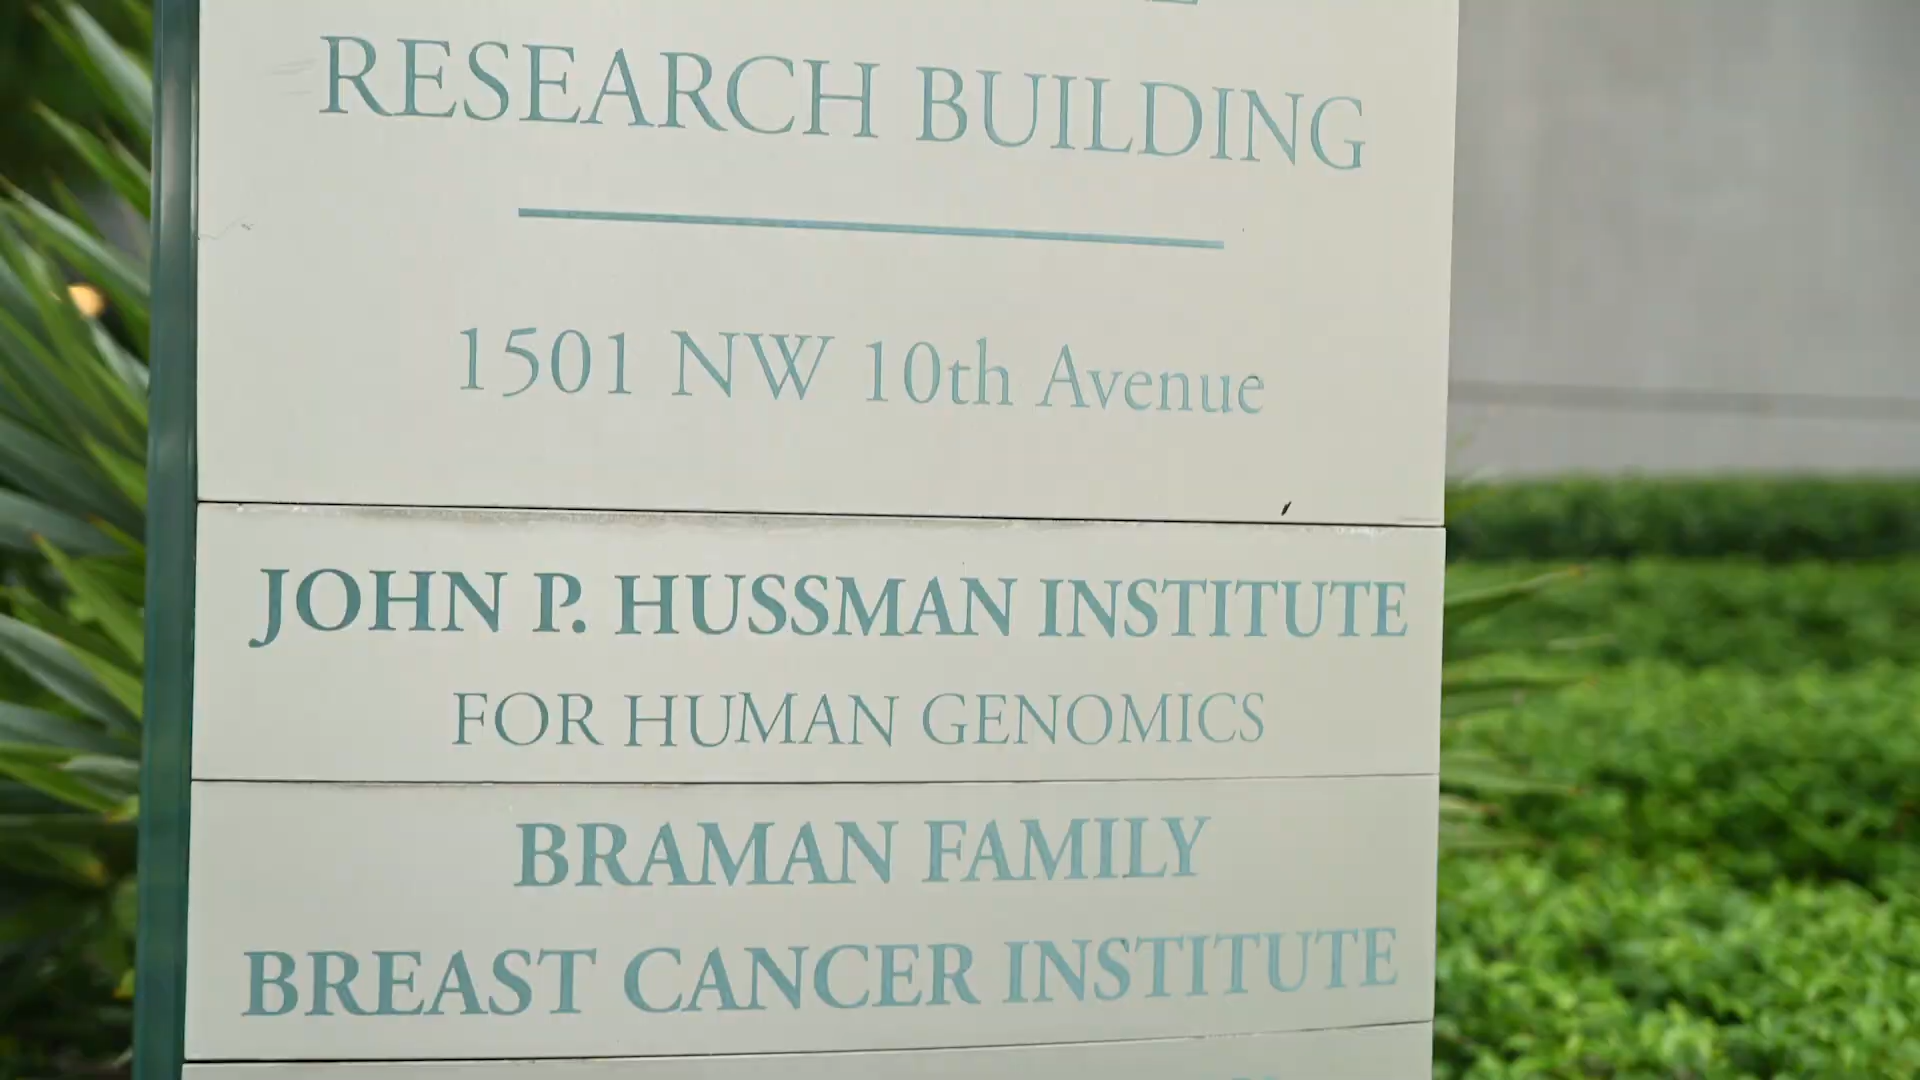 RESEARCH BUILDING
1501 NW 10th Avenue
JOHN P. HUSSMAN INSTITUTE
FOR HUMAN GENOMICS
BRAMAN FAMILY
BREAST CANCER INSTITUTE